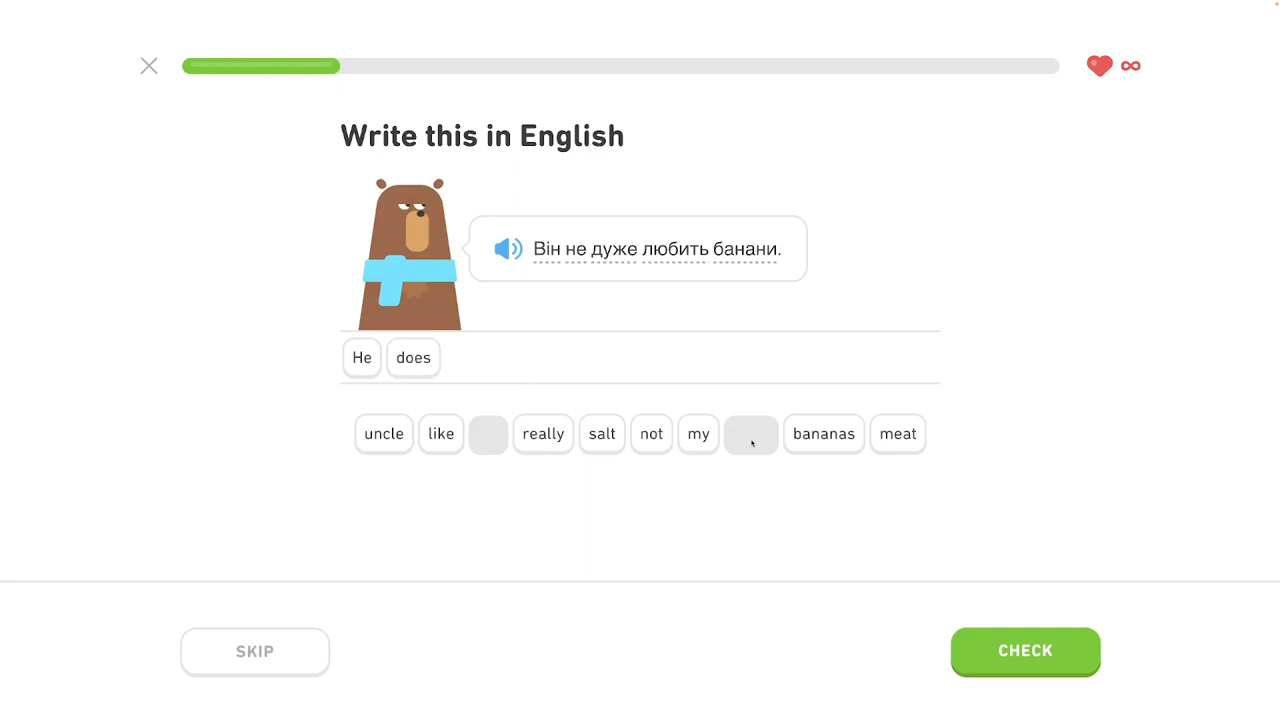 ∞
Write this in English
Він не дуже любить банани.
He does
uncle like really salt not my bananas meat
SKIP CHECK